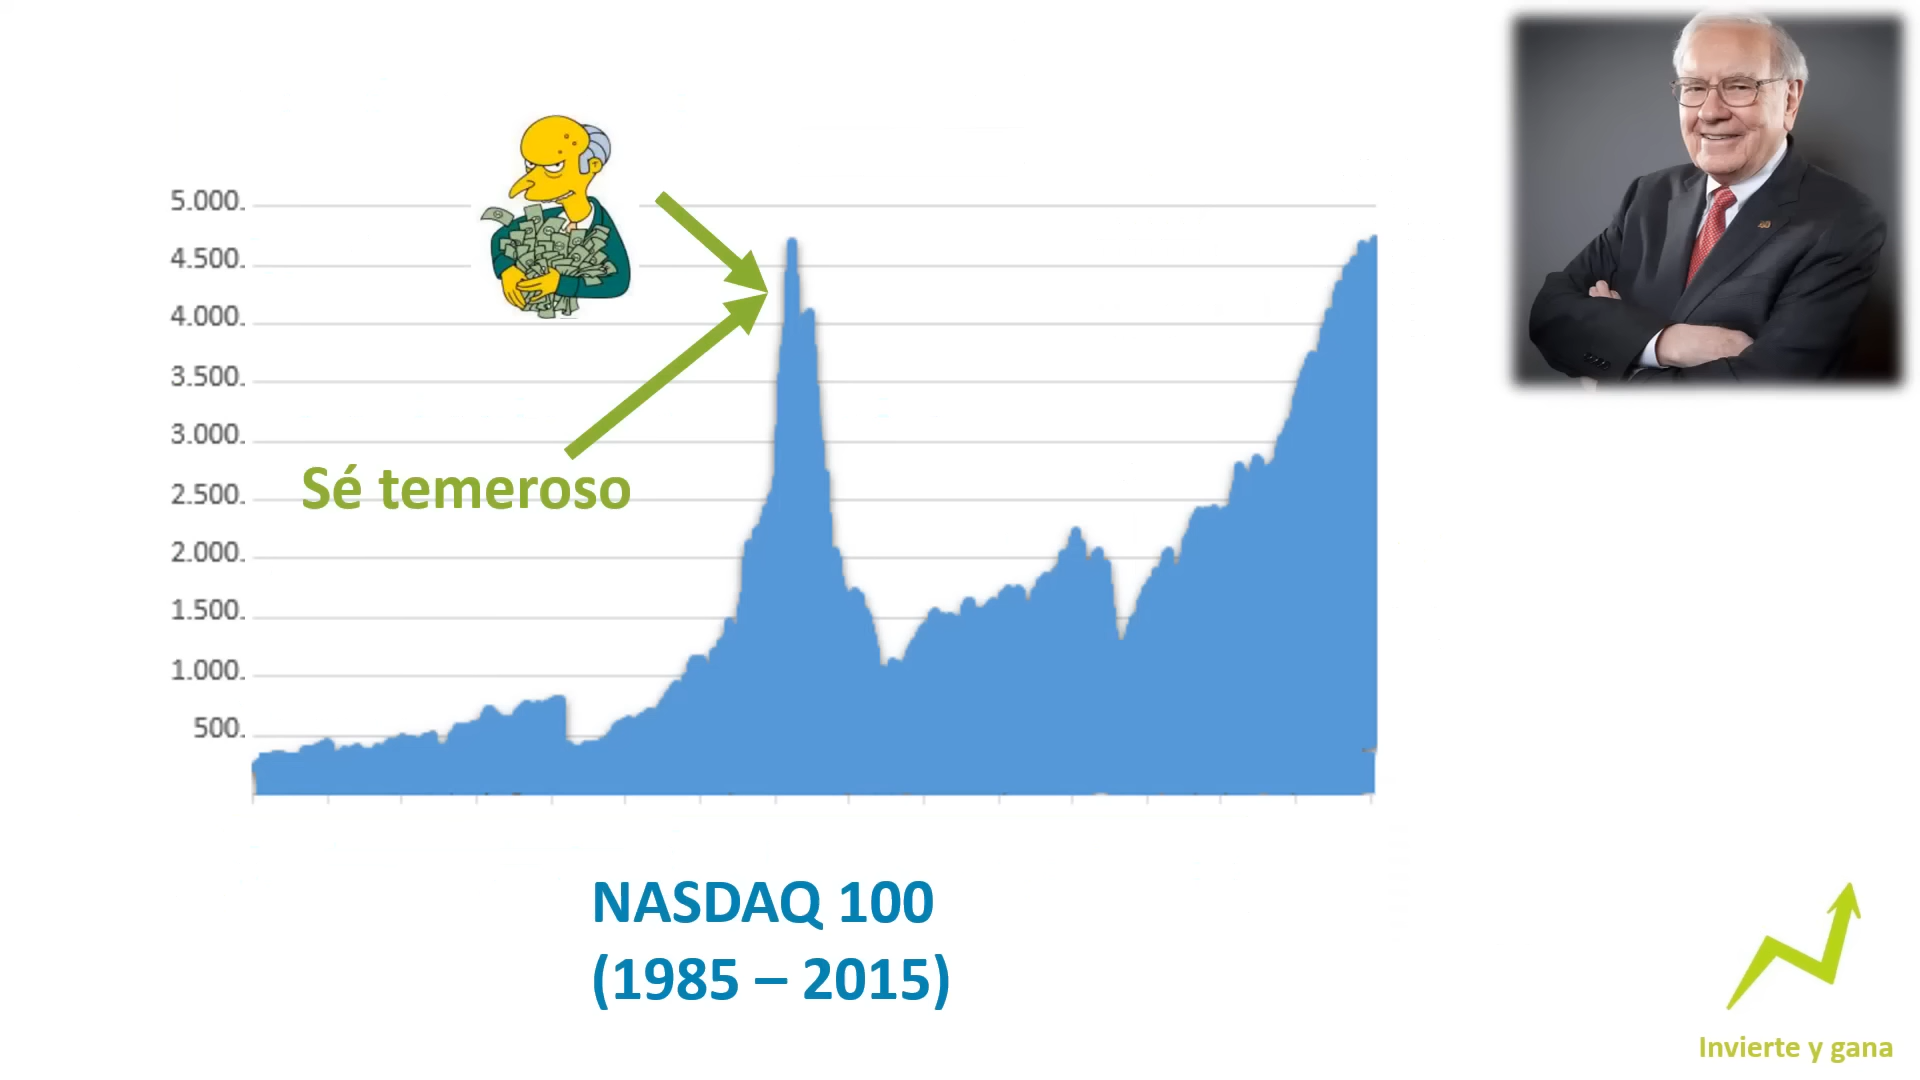 5.000
4.500
4.000
3.500
3.000
Sé temeroso
2.500
2.000
1.500
1.000
500
NASDAQ 100
(1985 – 2015)
Invierte y gana